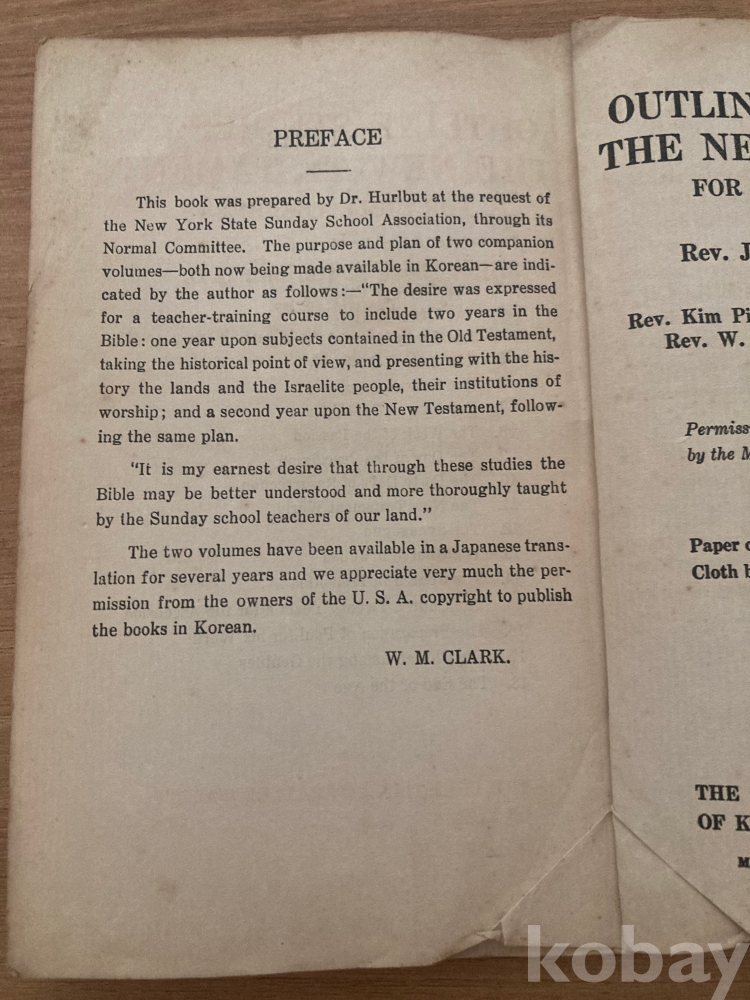 PREFACE
This book was prepared by Dr. Hurlbut at the request of
the New York State Sunday School Association, through its
Normal Committee. The purpose and plan of two companion
volumes—both now being made available in Korean—are indi-
cated by the author as follows:—"The desire was expressed
for a teacher-training course to include two years in the
Bible: one year upon subjects contained in the Old Testament,
taking the historical point of view, and presenting with the his-
tory the lands and the Israelite people, their institutions of
worship; and a second year upon the New Testament, follow-
ing the same plan.
"It is my earnest desire that through these studies the
Bible may be better understood and more thoroughly taught
by the Sunday school teachers of our land."
The two volumes have been available in a Japanese trans-
lation for several years and we appreciate very much the per-
mission from the owners of the U. S. A. copyright to publish
the books in Korean.
W. M. CLARK.
OUTLIN
THE NE
FOR
Rev. J
Rev. Kim Pi
Rev. W.
Permiss
by the M
Paper
Cloth b
THE
OF K
M
kobay